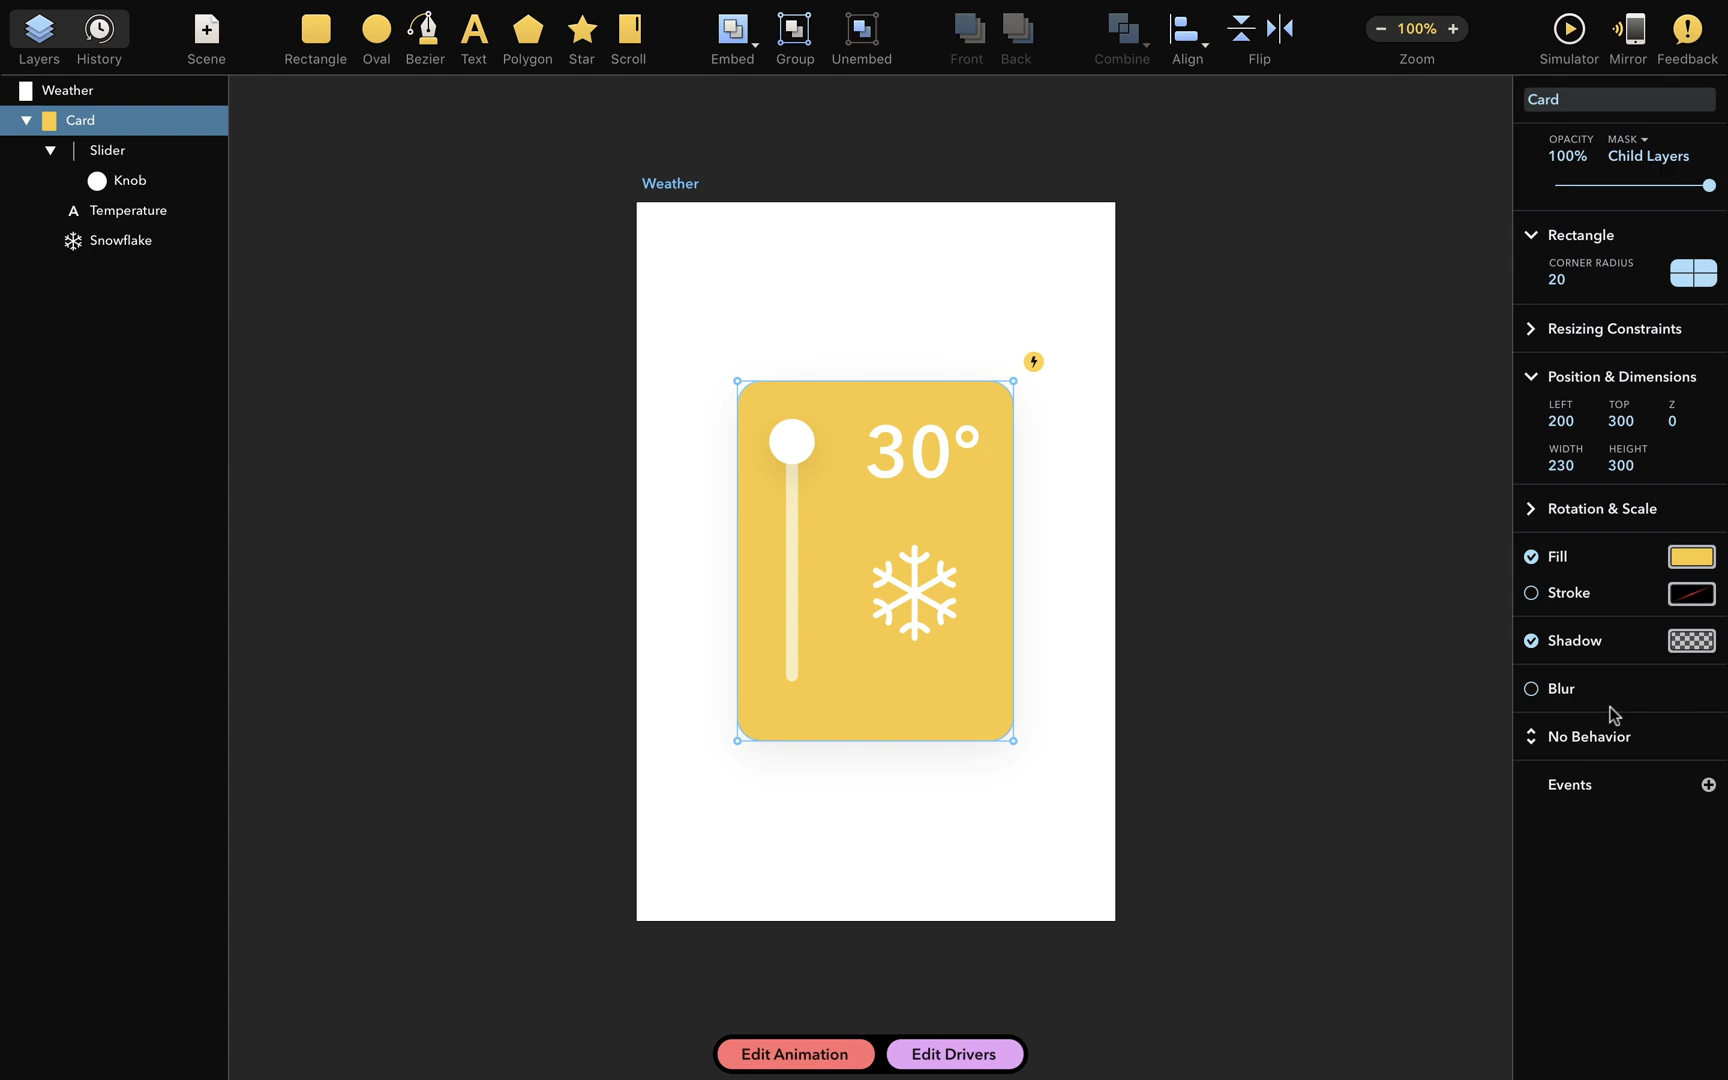 Layers History Scene Rectangle Oval Bezier Text Polygon Star Scroll Embed Group Unembed Front Back Combine Align Flip − 100% + Zoom Simulator Mirror Feedback
Weather
Card
Slider
Knob
A Temperature
Snowflake
Weather
30°
Edit Animation Edit Drivers
Card
OPACITY MASK
100% Child Layers
Rectangle
CORNER RADIUS
20
Resizing Constraints
Position & Dimensions
LEFT TOP Z
200 300 0
WIDTH HEIGHT
230 300
Rotation & Scale
Fill
Stroke
Shadow
Blur
No Behavior
Events